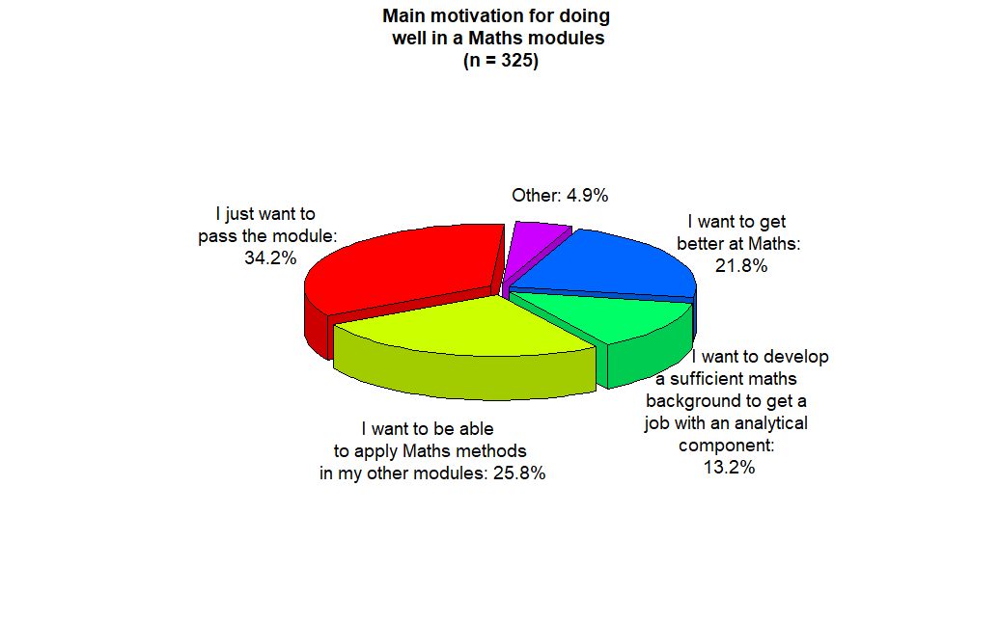 Main motivation for doing
well in a Maths modules
(n = 325)
Other: 4.9%
I just want to
pass the module:
34.2%
I want to get
better at Maths:
21.8%
I want to develop
a sufficient maths
background to get a
job with an analytical
component:
13.2%
I want to be able
to apply Maths methods
in my other modules: 25.8%